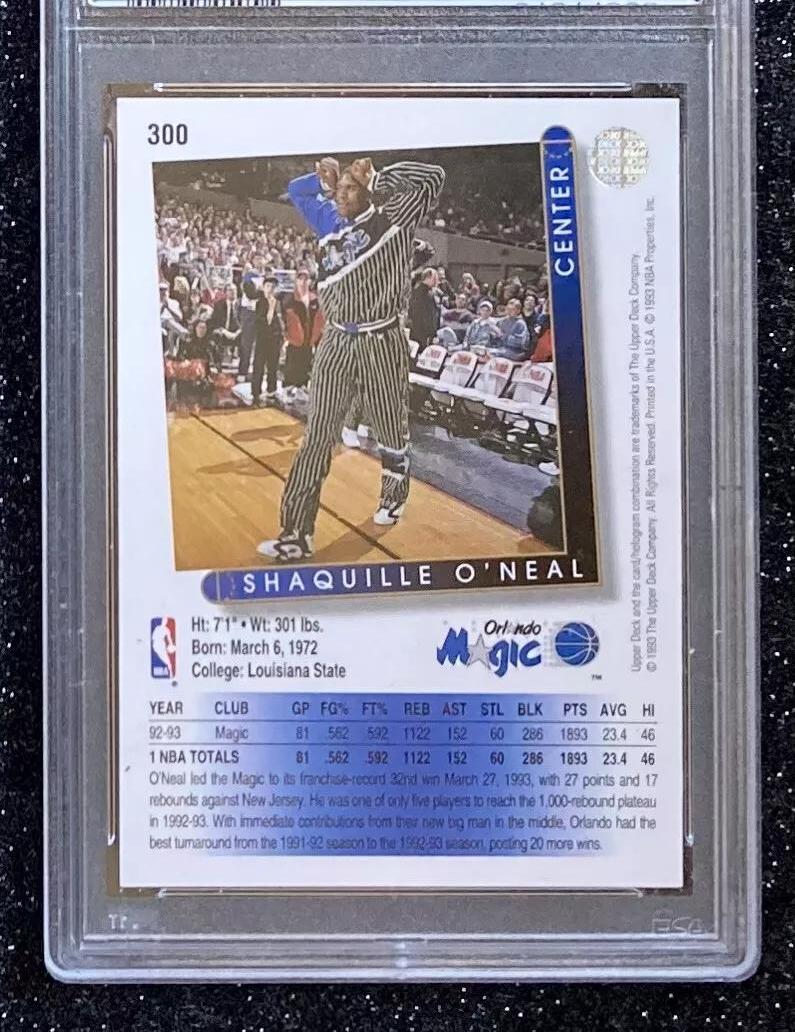 300
CENTER
SHAQUILLE O'NEAL
Upper Deck and the card/hologram combination are trademarks of The Upper Deck Company.
© 1993 The Upper Deck Company. All Rights Reserved. Printed in the U.S.A. © 1993 NBA Properties, Inc.
Ht: 7'1" • Wt: 301 lbs.
Born: March 6, 1972
College: Louisiana State
NBA
Orlando
Magic
TM
YEAR CLUB GP FG% FT% REB AST STL BLK PTS AVG HI
92-93 Magic 81 .562 .592 1122 152 60 286 1893 23.4 46
1 NBA TOTALS 81 .562 .592 1122 152 60 286 1893 23.4 46
O'Neal led the Magic to its franchise-record 32nd win March 27, 1993, with 27 points and 17
rebounds against New Jersey. He was one of only five players to reach the 1,000-rebound plateau
in 1992-93. With immediate contributions from their new big man in the middle, Orlando had the
best turnaround from the 1991-92 season to the 1992-93 season, posting 20 more wins.